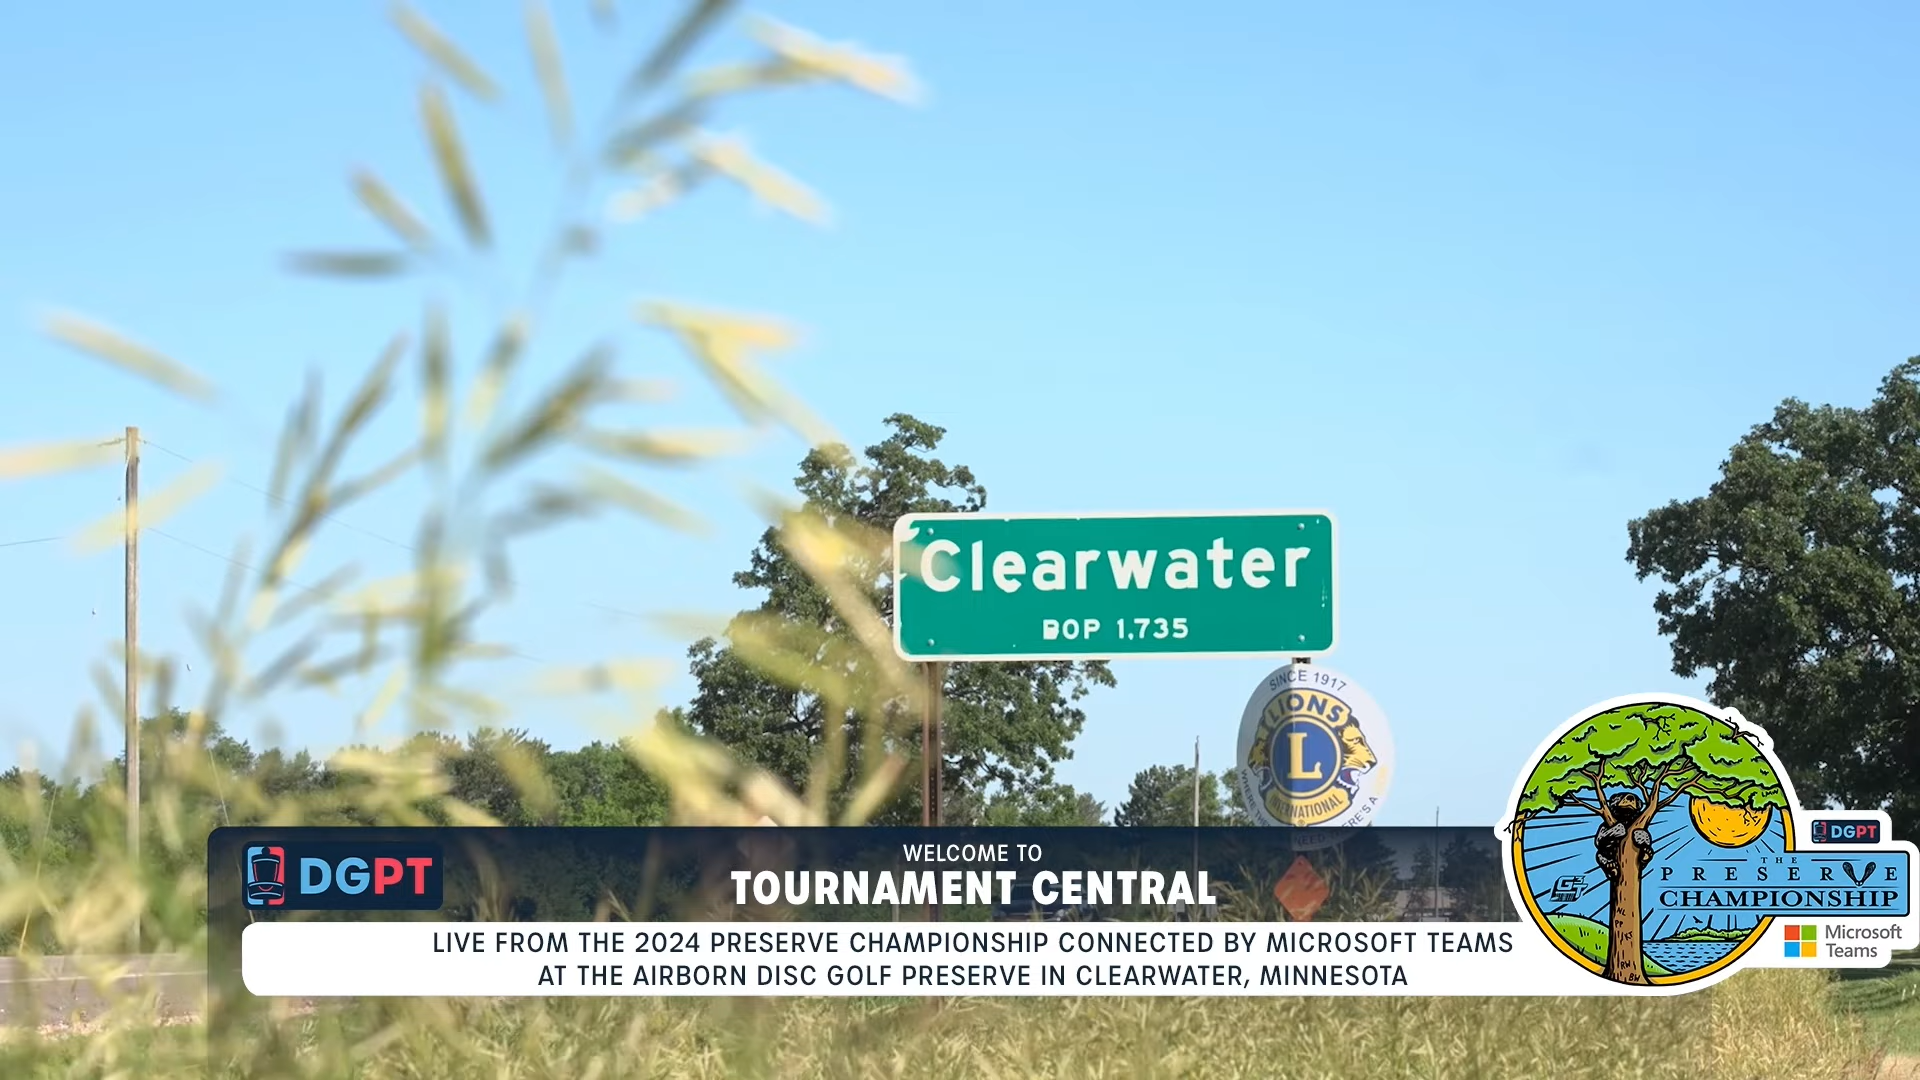 Clearwater
POP 1,735
SINCE 1917
LIONS
L
INTERNATIONAL
NEED
DGPT
WELCOME TO
TOURNAMENT CENTRAL
LIVE FROM THE 2024 PRESERVE CHAMPIONSHIP CONNECTED BY MICROSOFT TEAMS
AT THE AIRBORN DISC GOLF PRESERVE IN CLEARWATER, MINNESOTA
DGPT
THE
PRESERVE
CHAMPIONSHIP
Microsoft
Teams